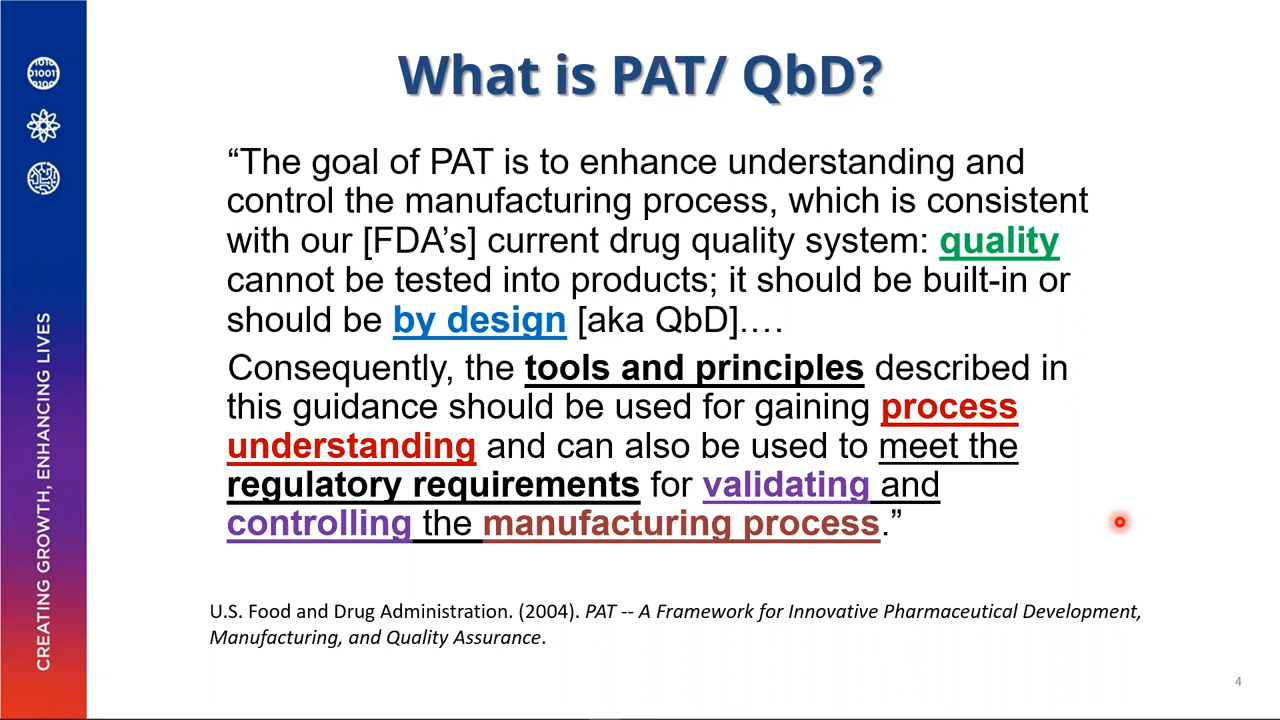 What is PAT/ QbD?
“The goal of PAT is to enhance understanding and
control the manufacturing process, which is consistent
with our [FDA’s] current drug quality system: quality
cannot be tested into products; it should be built-in or
should be by design [aka QbD]….
Consequently, the tools and principles described in
this guidance should be used for gaining process
understanding and can also be used to meet the
regulatory requirements for validating and
controlling the manufacturing process.”
U.S. Food and Drug Administration. (2004). PAT -- A Framework for Innovative Pharmaceutical Development,
Manufacturing, and Quality Assurance.
4
CREATING GROWTH, ENHANCING LIVES